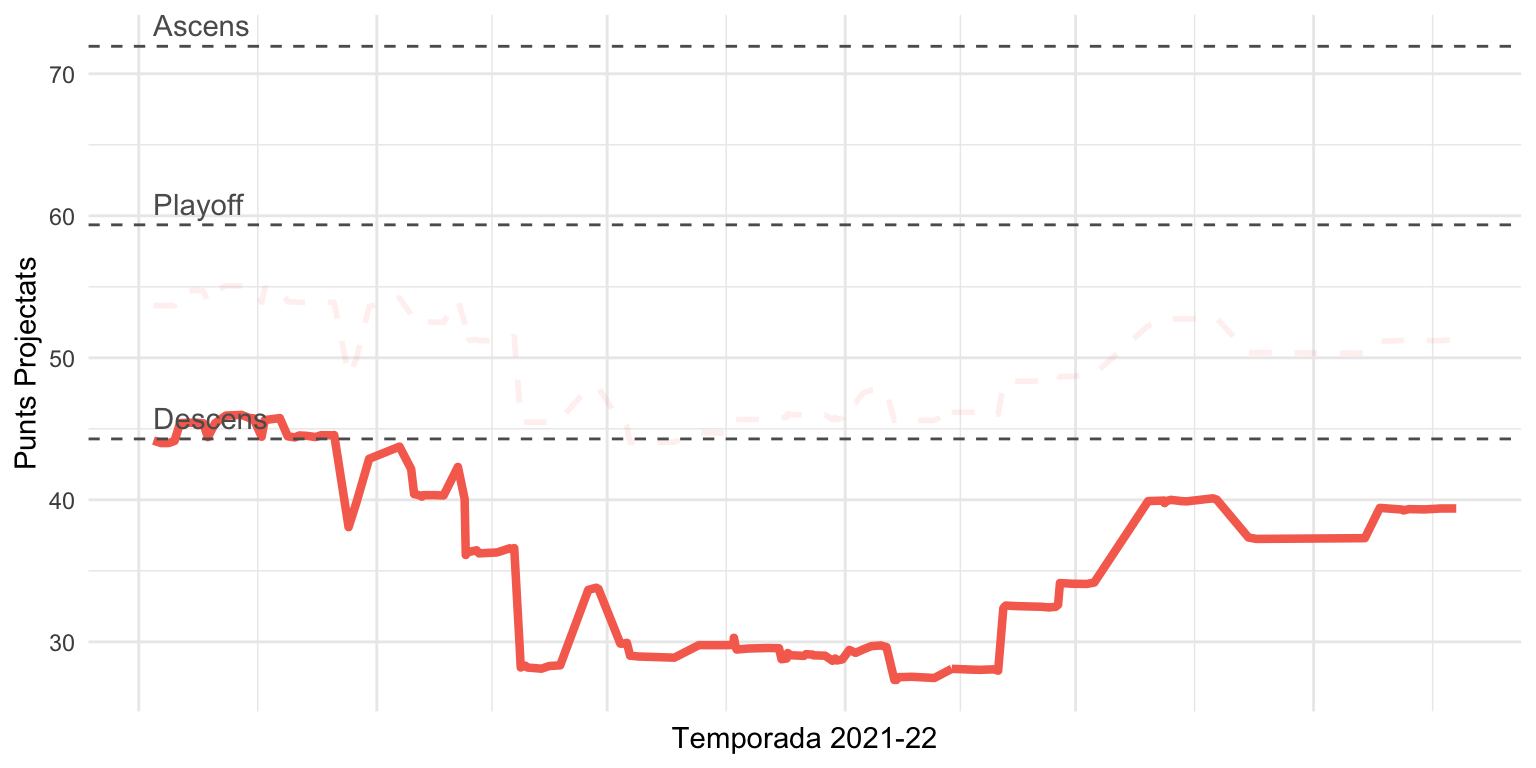 Ascens
70
Playoff
60
50
Descens
40
30
Punts Projectats
Temporada 2021-22